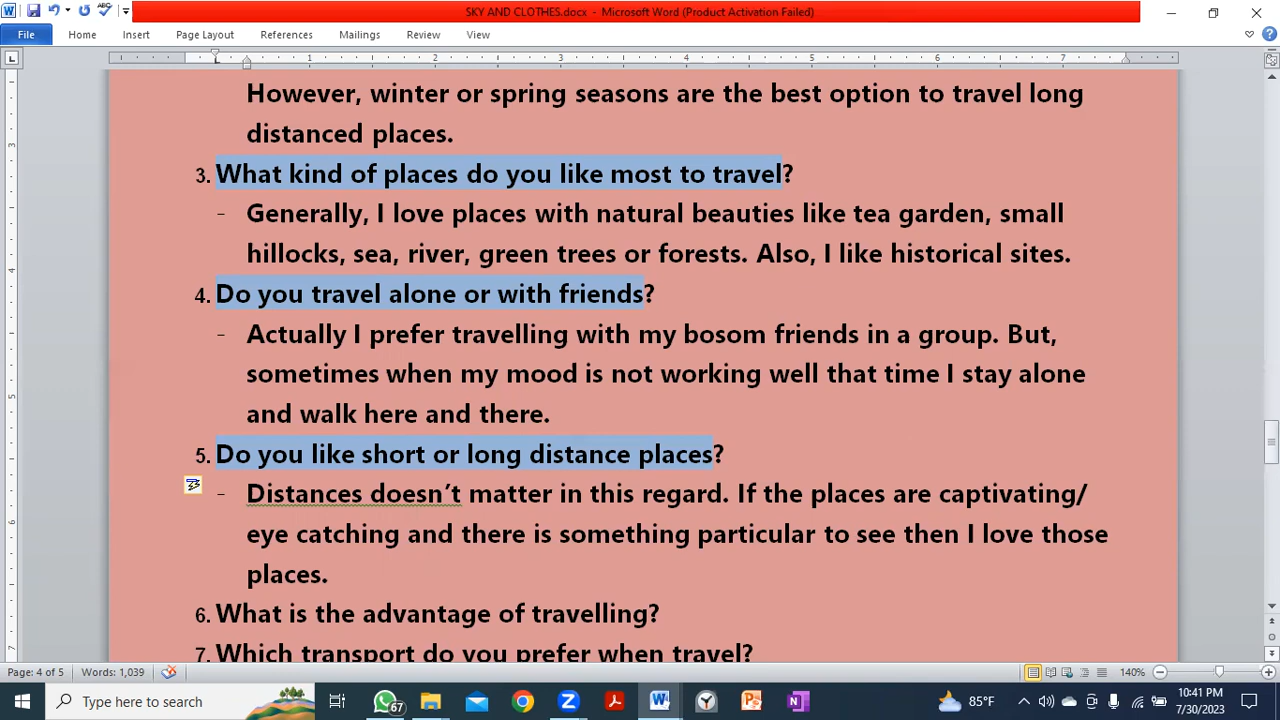 SKY AND CLOTHES.docx - Microsoft Word (Product Activation Failed)
File Home Insert Page Layout References Mailings Review View
1 2 3 4 5 6 7
However, winter or spring seasons are the best option to travel long
distanced places.
3. What kind of places do you like most to travel?
- Generally, I love places with natural beauties like tea garden, small
hillocks, sea, river, green trees or forests. Also, I like historical sites.
4. Do you travel alone or with friends?
- Actually I prefer travelling with my bosom friends in a group. But,
sometimes when my mood is not working well that time I stay alone
and walk here and there.
5. Do you like short or long distance places?
- Distances doesn’t matter in this regard. If the places are captivating/
eye catching and there is something particular to see then I love those
places.
6. What is the advantage of travelling?
7. Which transport do you prefer when travel?
Page: 4 of 5 Words: 1,039 140%
Type here to search 67 85°F 10:41 PM
7/30/2023